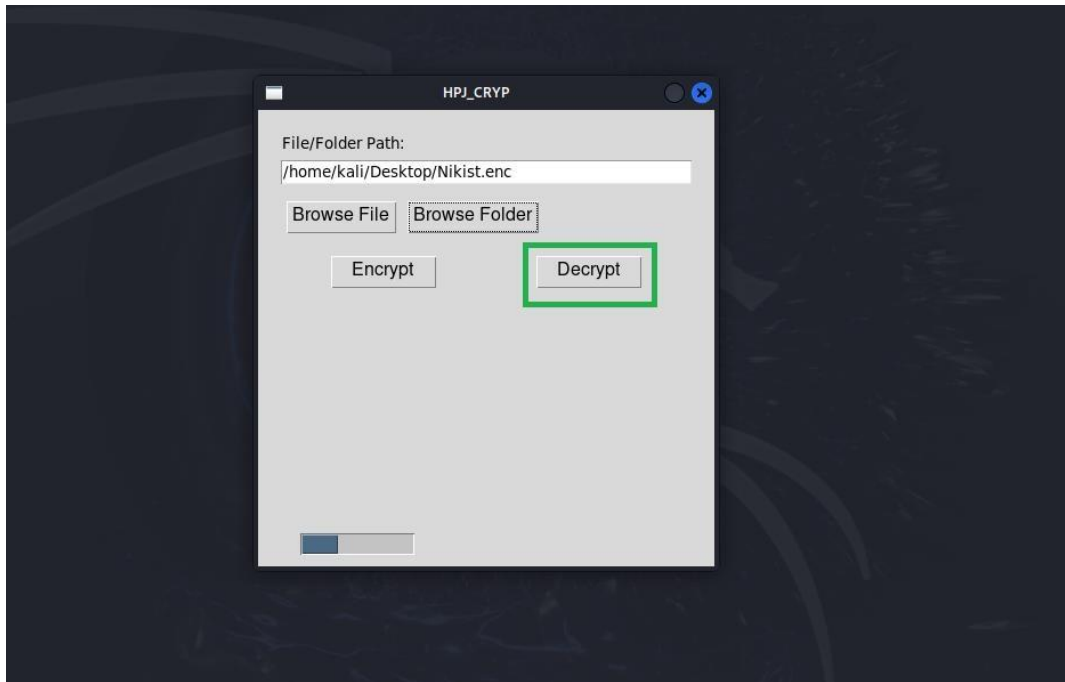 HPJ_CRYP
File/Folder Path:
/home/kali/Desktop/Nikist.enc
Browse File Browse Folder
Encrypt Decrypt